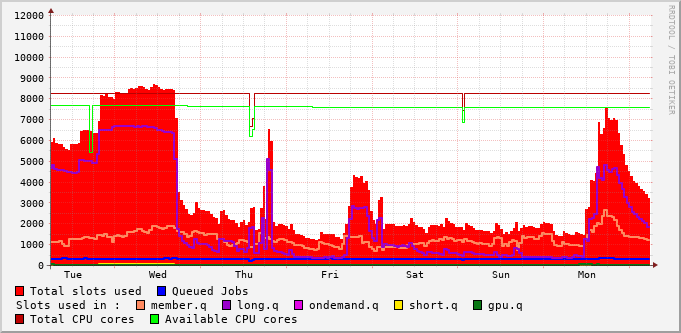 12000
11000
10000
9000
8000
7000
6000
5000
4000
3000
2000
1000
0
Tue Wed Thu Fri Sat Sun Mon
Total slots used Queued Jobs
Slots used in : member.q long.q ondemand.q short.q gpu.q
Total CPU cores Available CPU cores
RRDTOOL / TOBI OETIKER